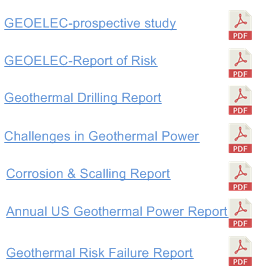 GEOELEC-prospective study
PDF
GEOELEC-Report of Risk
PDF
Geothermal Drilling Report
PDF
Challenges in Geothermal Power
PDF
Corrosion & Scalling Report
PDF
Annual US Geothermal Power Report
PDF
Geothermal Risk Failure Report
PDF